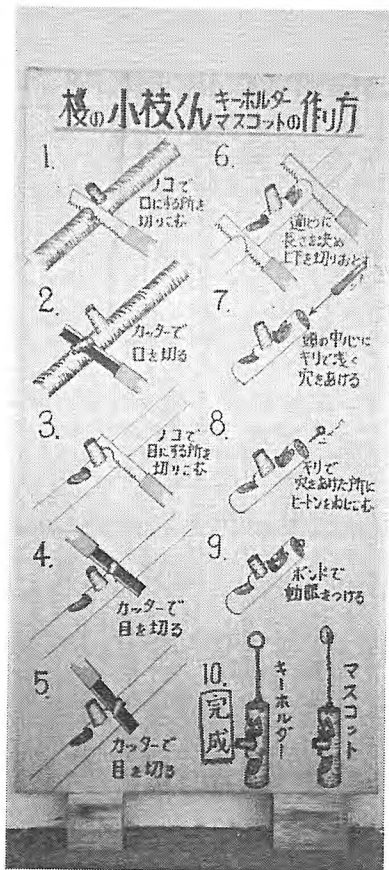 桜の小枝くんキーホルダーマスコットの作り方
1.
ノコで
口にする所を
切りこむ
2.
カッターで
口を切る
3.
ノコで
目にする所を
切りこむ
4.
カッターで
目を切る
5.
カッターで
目を切る
6.
適とうに
長さを決め
上下を切りおとす
7.
頭の中心に
キリで浅く
穴をあける
8.
キリで
穴をあけた所に
ヒートンをねじこむ
9.
ボンドで
動眼をつける
10.
完成
キーホルダー
マスコット